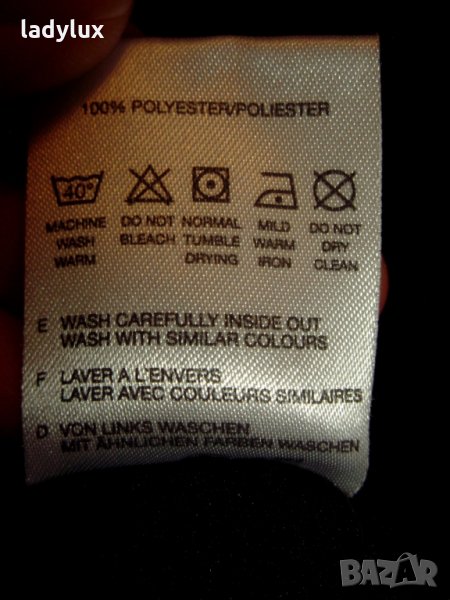 ladylux
100% POLYESTER/POLIESTER
40°
MACHINE WASH WARM
DO NOT BLEACH
NORMAL TUMBLE DRYING
MILD WARM IRON
DO NOT DRY CLEAN
E WASH CAREFULLY INSIDE OUT
WASH WITH SIMILAR COLOURS
F LAVER A L'ENVERS
LAVER AVEC COULEURS SIMILAIRES
D VON LINKS WASCHEN
MIT ÄHNLICHEN FARBEN WASCHEN
BAZAR